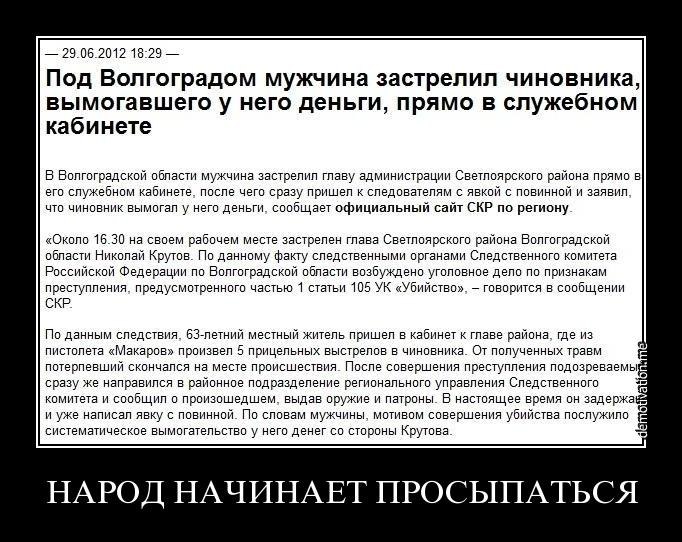 — 29.06.2012 18:29 —
Под Волгоградом мужчина застрелил чиновника,
вымогавшего у него деньги, прямо в служебном
кабинете
В Волгоградской области мужчина застрелил главу администрации Светлоярского района прямо в
его служебном кабинете, после чего сразу пришел к следователям с явкой с повинной и заявил,
что чиновник вымогал у него деньги, сообщает официальный сайт СКР по региону.
«Около 16.30 на своем рабочем месте застрелен глава Светлоярского района Волгоградской
области Николай Крутов. По данному факту следственными органами Следственного комитета
Российской Федерации по Волгоградской области возбуждено уголовное дело по признакам
преступления, предусмотренного частью 1 статьи 105 УК «Убийство», – говорится в сообщении
СКР.
По данным следствия, 63-летний местный житель пришел в кабинет к главе района, где из
пистолета «Макаров» произвел 5 прицельных выстрелов в чиновника. От полученных травм
потерпевший скончался на месте происшествия. После совершения преступления подозреваемы
сразу же направился в районное подразделение регионального управления Следственного
комитета и сообщил о произошедшем, выдав оружие и патроны. В настоящее время он задержан
и уже написал явку с повинной. По словам мужчины, мотивом совершения убийства послужило
систематическое вымогательство у него денег со стороны Крутова.
demotivation.me
НАРОД НАЧИНАЕТ ПРОСЫПАТЬСЯ